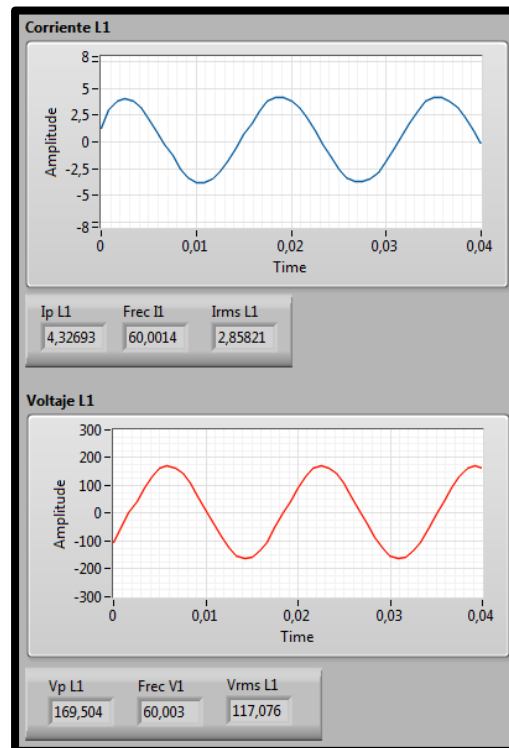 Corriente L1
8
5
2,5
0
-2,5
-5
-8
Amplitude
0 0,01 0,02 0,03 0,04
Time
Ip L1 Frec I1 Irms L1
4,32693 60,0014 2,85821
Voltaje L1
300
200
100
0
-100
-200
-300
Amplitude
0 0,01 0,02 0,03 0,04
Time
Vp L1 Frec V1 Vrms L1
169,504 60,003 117,076